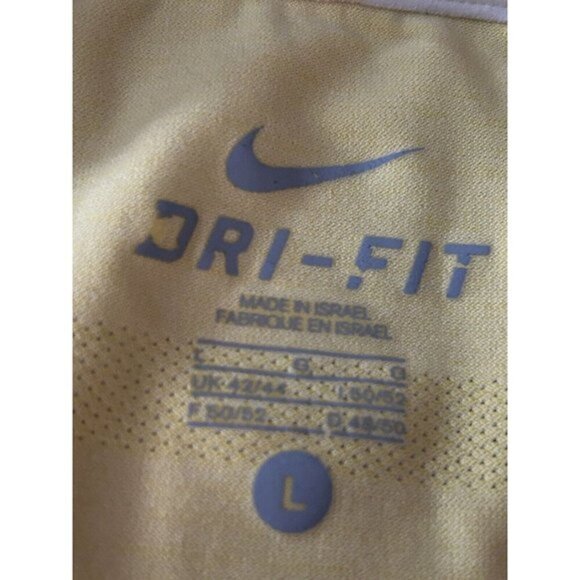 DRI-FIT
MADE IN ISRAEL
FABRIQUE EN ISRAEL
L G G
UK 42/44 I 50/52
F 50/52 D 48/50
L